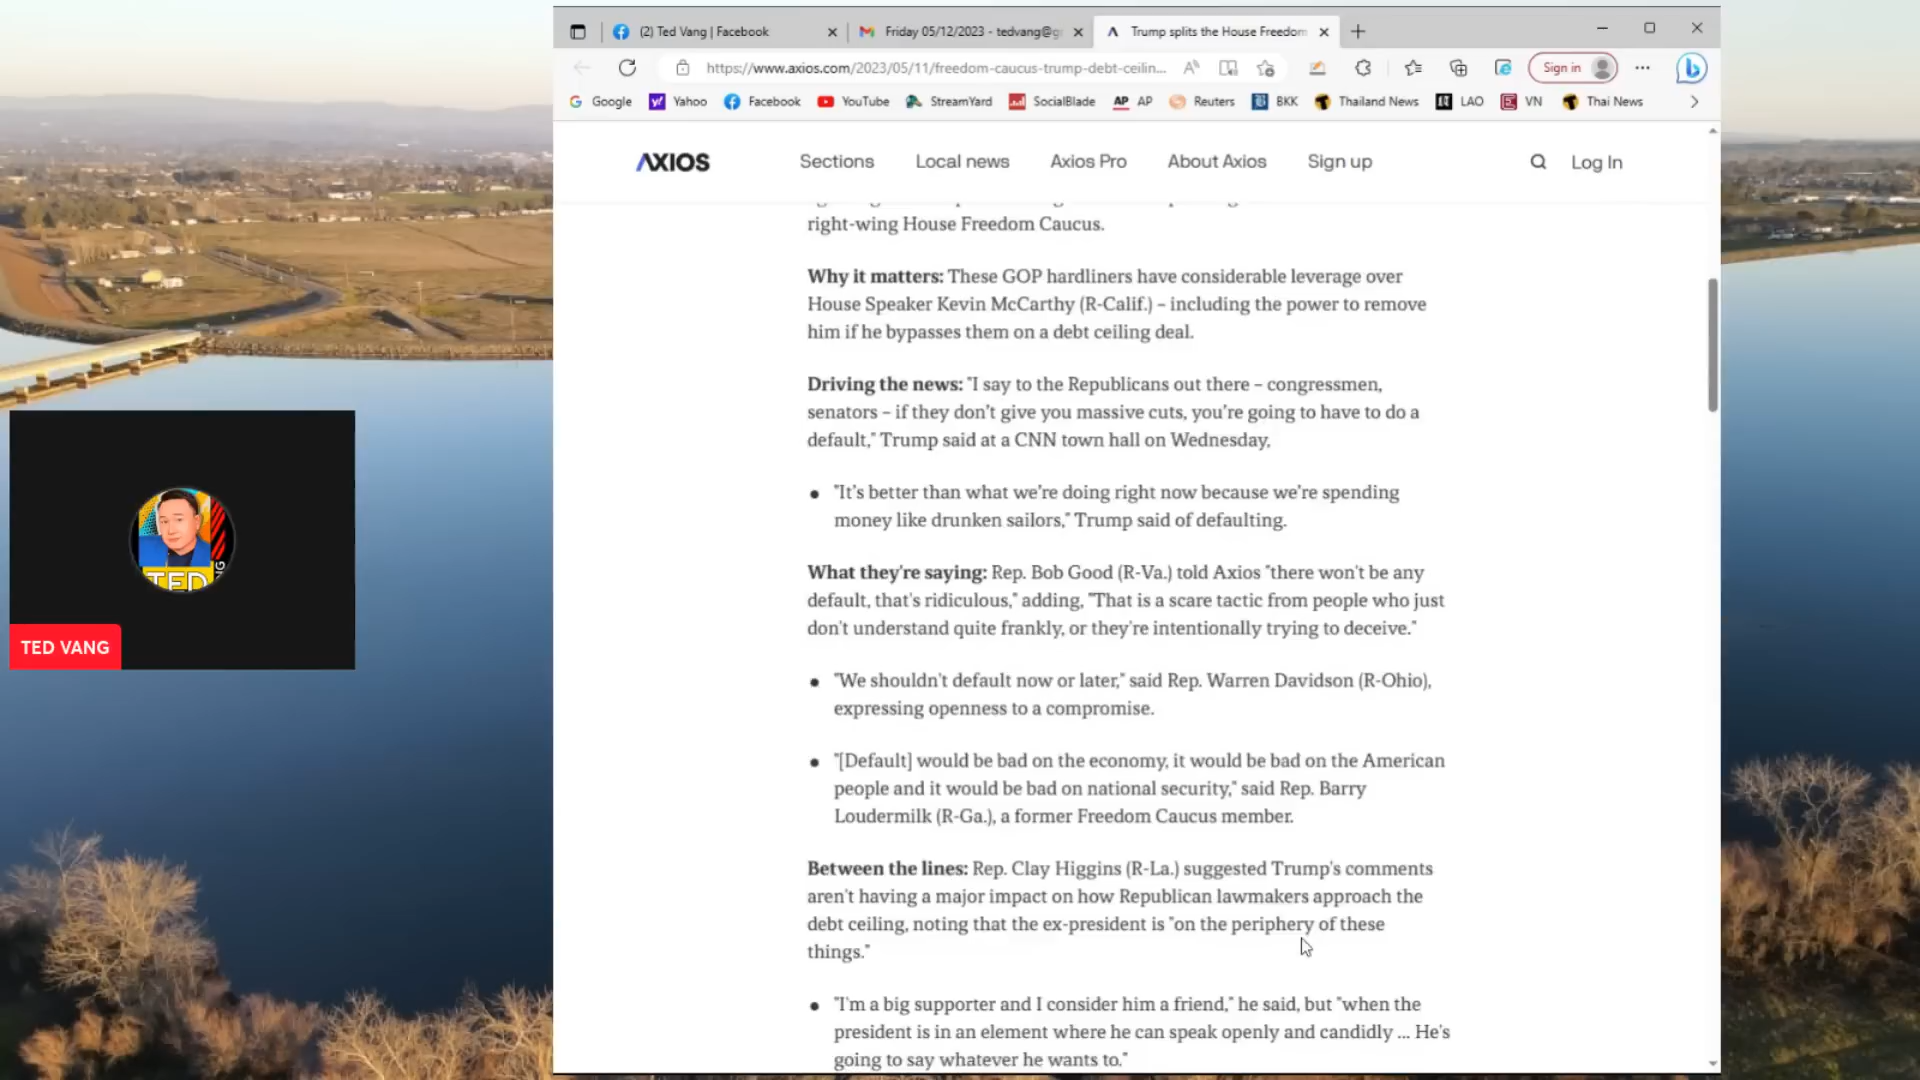 (2) Ted Vang | Facebook
Friday 05/12/2023 - tedvang@g
Trump splits the House Freedom
https://www.axios.com/2023/05/11/freedom-caucus-trump-debt-ceilin...
Sign in
Google
Yahoo
Facebook
YouTube
StreamYard
SocialBlade
AP AP
Reuters
BKK
Thailand News
LAO
VN
Thai News
AXIOS
Sections
Local news
Axios Pro
About Axios
Sign up
Log In
right-wing House Freedom Caucus.
Why it matters: These GOP hardliners have considerable leverage over
House Speaker Kevin McCarthy (R-Calif.) – including the power to remove
him if he bypasses them on a debt ceiling deal.
Driving the news: "I say to the Republicans out there – congressmen,
senators – if they don't give you massive cuts, you're going to have to do a
default," Trump said at a CNN town hall on Wednesday,
• "It's better than what we're doing right now because we're spending
money like drunken sailors," Trump said of defaulting.
What they're saying: Rep. Bob Good (R-Va.) told Axios "there won't be any
default, that's ridiculous," adding, "That is a scare tactic from people who just
don't understand quite frankly, or they're intentionally trying to deceive."
• "We shouldn't default now or later," said Rep. Warren Davidson (R-Ohio),
expressing openness to a compromise.
• "[Default] would be bad on the economy, it would be bad on the American
people and it would be bad on national security," said Rep. Barry
Loudermilk (R-Ga.), a former Freedom Caucus member.
Between the lines: Rep. Clay Higgins (R-La.) suggested Trump's comments
aren't having a major impact on how Republican lawmakers approach the
debt ceiling, noting that the ex-president is "on the periphery of these
things."
• "I'm a big supporter and I consider him a friend," he said, but "when the
president is in an element where he can speak openly and candidly ... He's
going to say whatever he wants to."
TED
TED VANG